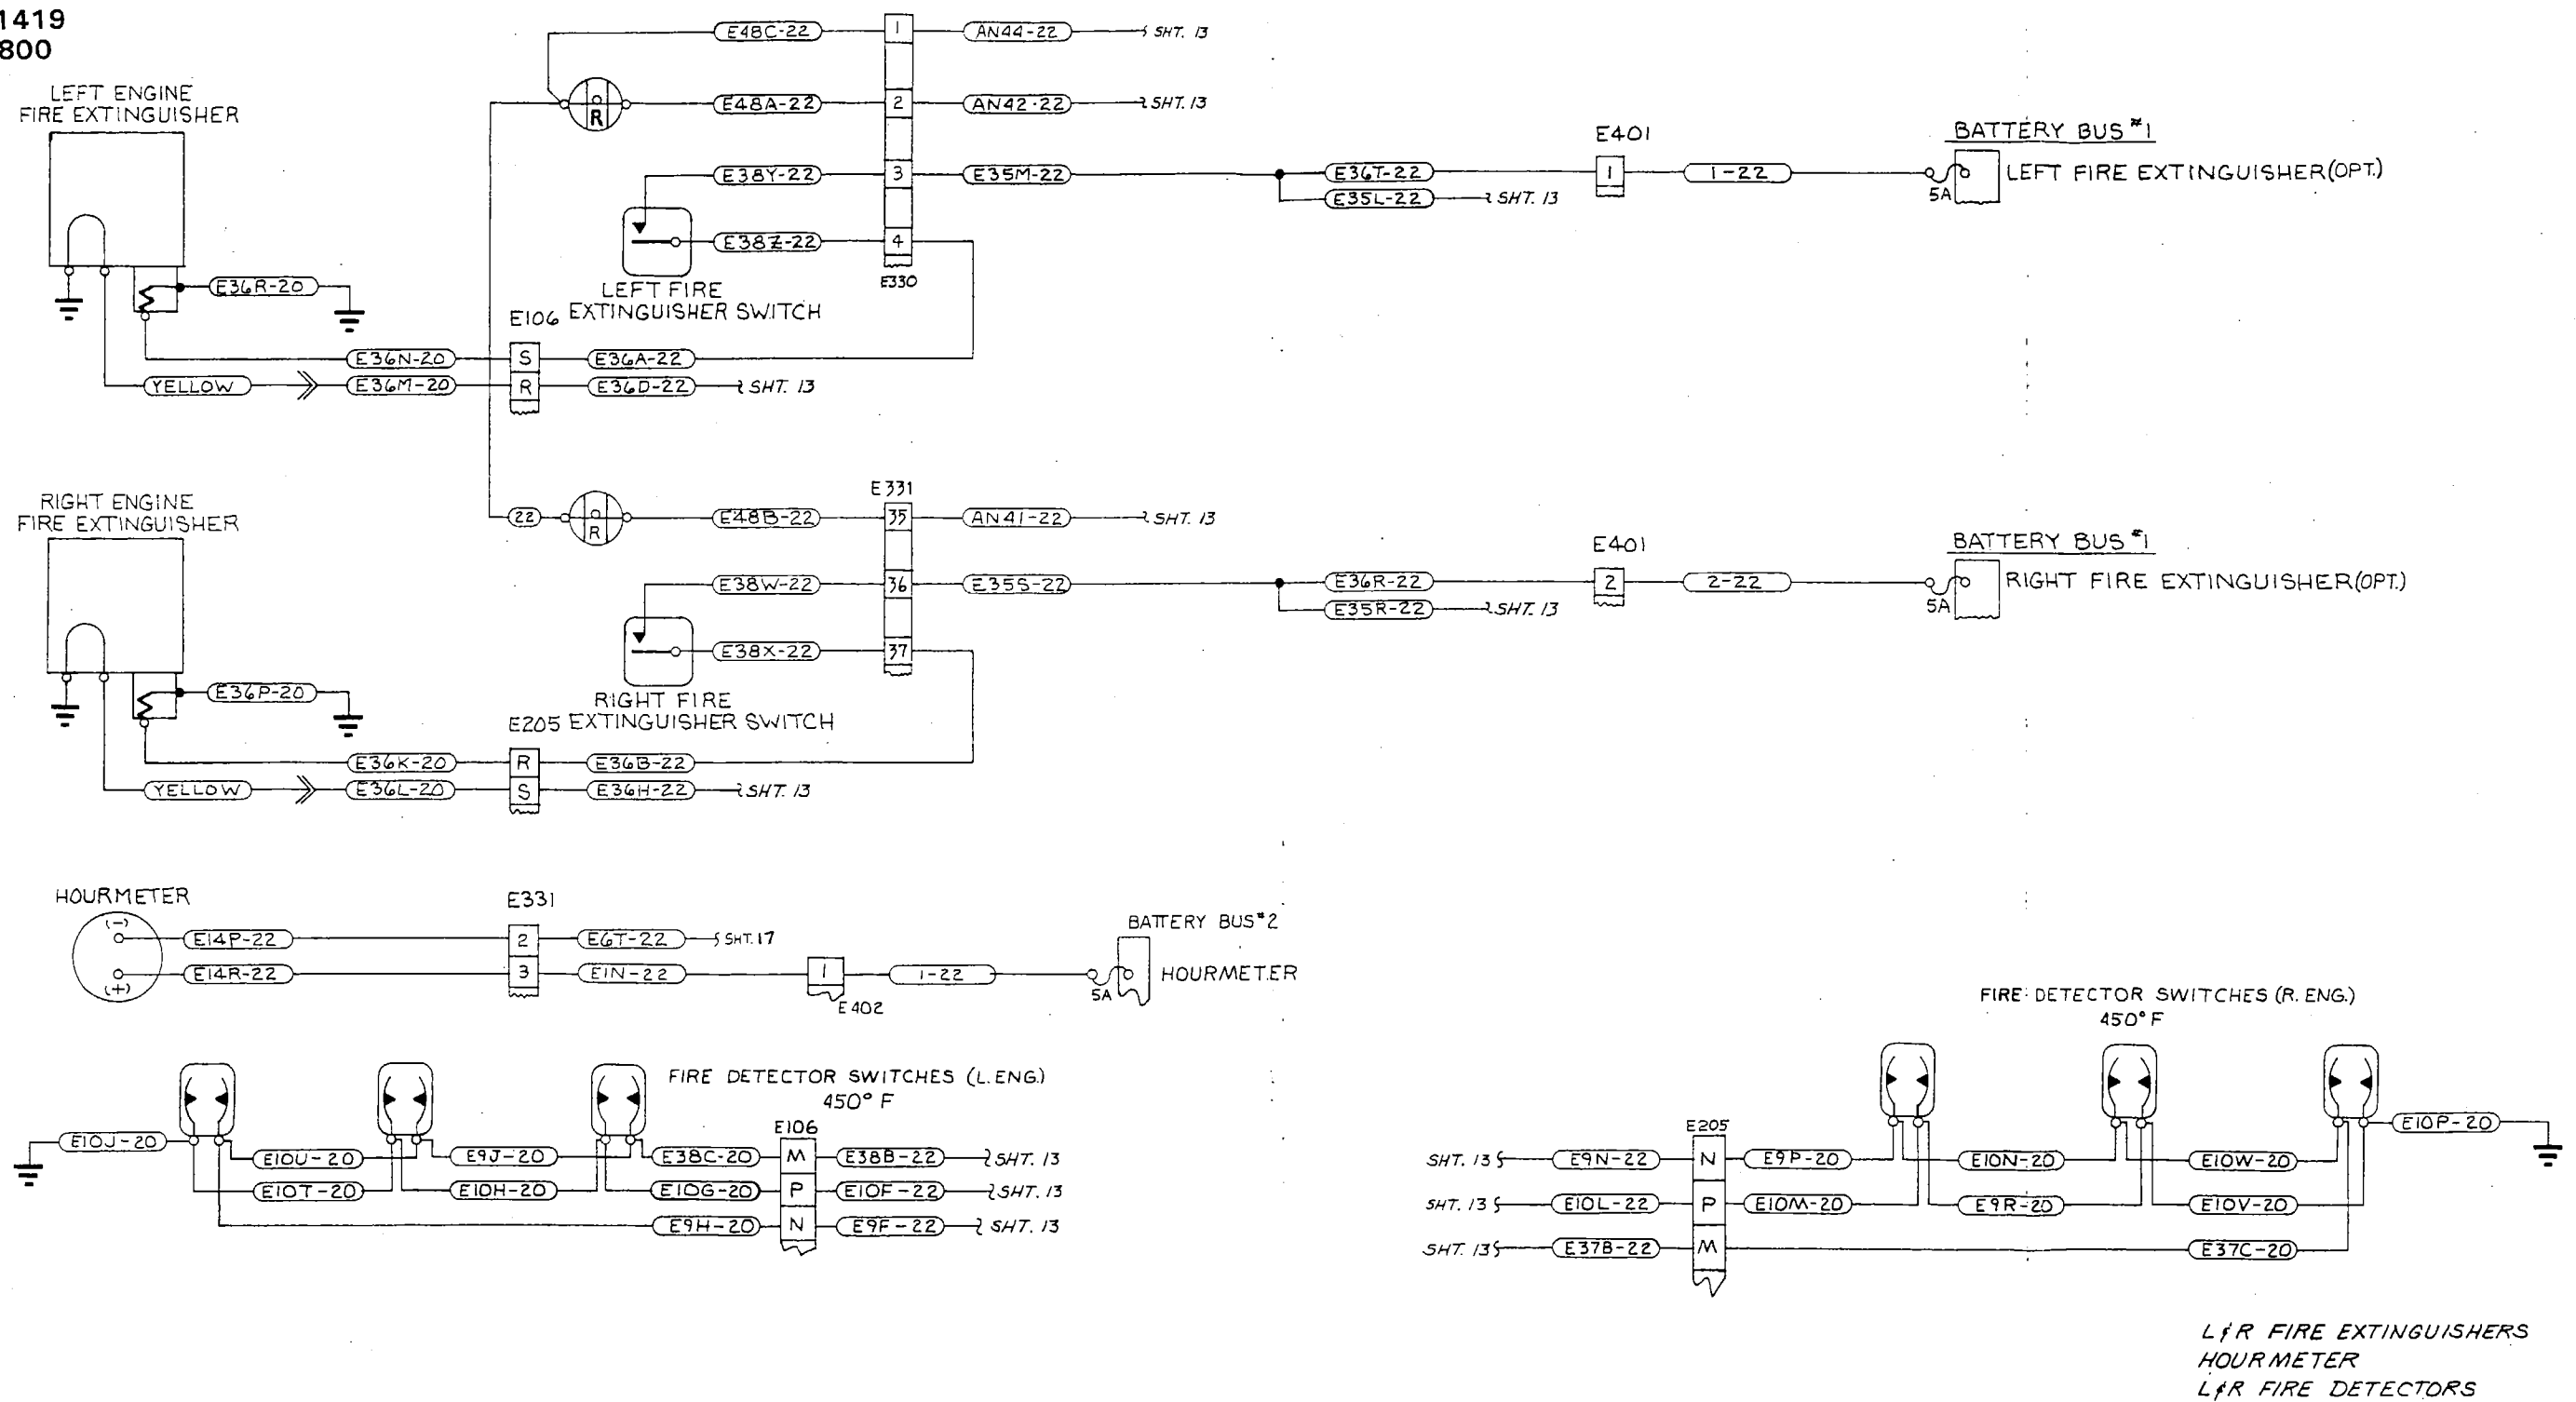 1419
800
LEFT ENGINE
FIRE EXTINGUISHER
E36R-20
E36N-20
YELLOW
E36M-20
E106
S
R
E36A-22
E36D-22
SHT. 13
E48C-22
1
AN44-22
SHT. 13
R
E48A-22
2
AN42-22
SHT. 13
E38Y-22
3
E35M-22
E38Z-22
4
E330
LEFT FIRE
EXTINGUISHER SWITCH
E36T-22
E35L-22
SHT. 13
E401
1
1-22
5A
BATTERY BUS #1
LEFT FIRE EXTINGUISHER (OPT.)
RIGHT ENGINE
FIRE EXTINGUISHER
E36P-20
E36K-20
YELLOW
E36L-20
E205
R
S
E36B-22
E36H-22
SHT. 13
22
R
E48B-22
E331
35
AN41-22
SHT. 13
E38W-22
36
E35S-22
E38X-22
37
RIGHT FIRE
EXTINGUISHER SWITCH
E36R-22
E35R-22
SHT. 13
E401
2
2-22
5A
BATTERY BUS #1
RIGHT FIRE EXTINGUISHER (OPT.)
HOURMETER
(-)
(+)
E14P-22
E14R-22
E331
2
3
E6T-22
SHT. 17
E1N-22
1
E402
1-22
5A
BATTERY BUS #2
HOURMETER
FIRE DETECTOR SWITCHES (L.ENG.)
450° F
E10J-20
E10U-20
E10T-20
E9J-20
E10H-20
E38C-20
E10G-20
E9H-20
E106
M
P
N
E38B-22
SHT. 13
E10F-22
SHT. 13
E9F-22
SHT. 13
FIRE DETECTOR SWITCHES (R. ENG.)
450° F
E205
SHT. 13
E9N-22
N
E9P-20
E10N-20
E10W-20
E10P-20
SHT. 13
E10L-22
P
E10M-20
E9R-20
E10V-20
SHT. 13
E37B-22
M
E37C-20
L & R FIRE EXTINGUISHERS
HOURMETER
L & R FIRE DETECTORS